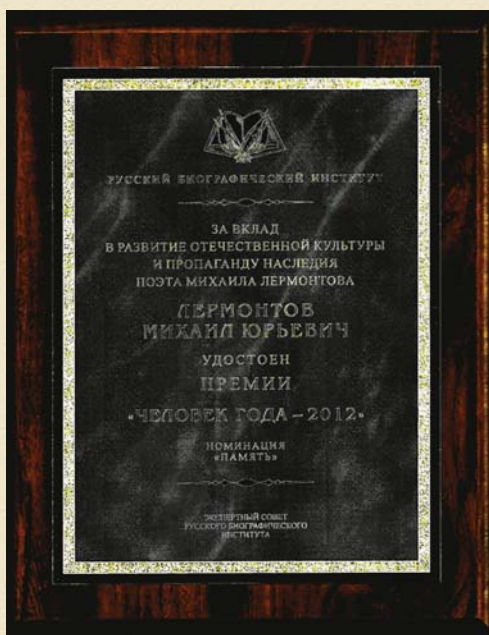 РУССКИЙ БИОГРАФИЧЕСКИЙ ИНСТИТУТ
ЗА ВКЛАД
В РАЗВИТИЕ ОТЕЧЕСТВЕННОЙ КУЛЬТУРЫ
И ПРОПАГАНДУ НАСЛЕДИЯ
ПОЭТА МИХАИЛА ЛЕРМОНТОВА
ЛЕРМОНТОВ
МИХАИЛ ЮРЬЕВИЧ
УДОСТОЕН
ПРЕМИИ
«ЧЕЛОВЕК ГОДА – 2012»
НОМИНАЦИЯ
«ПАМЯТЬ»
ЭКСПЕРТНЫЙ СОВЕТ
РУССКОГО БИОГРАФИЧЕСКОГО
ИНСТИТУТА